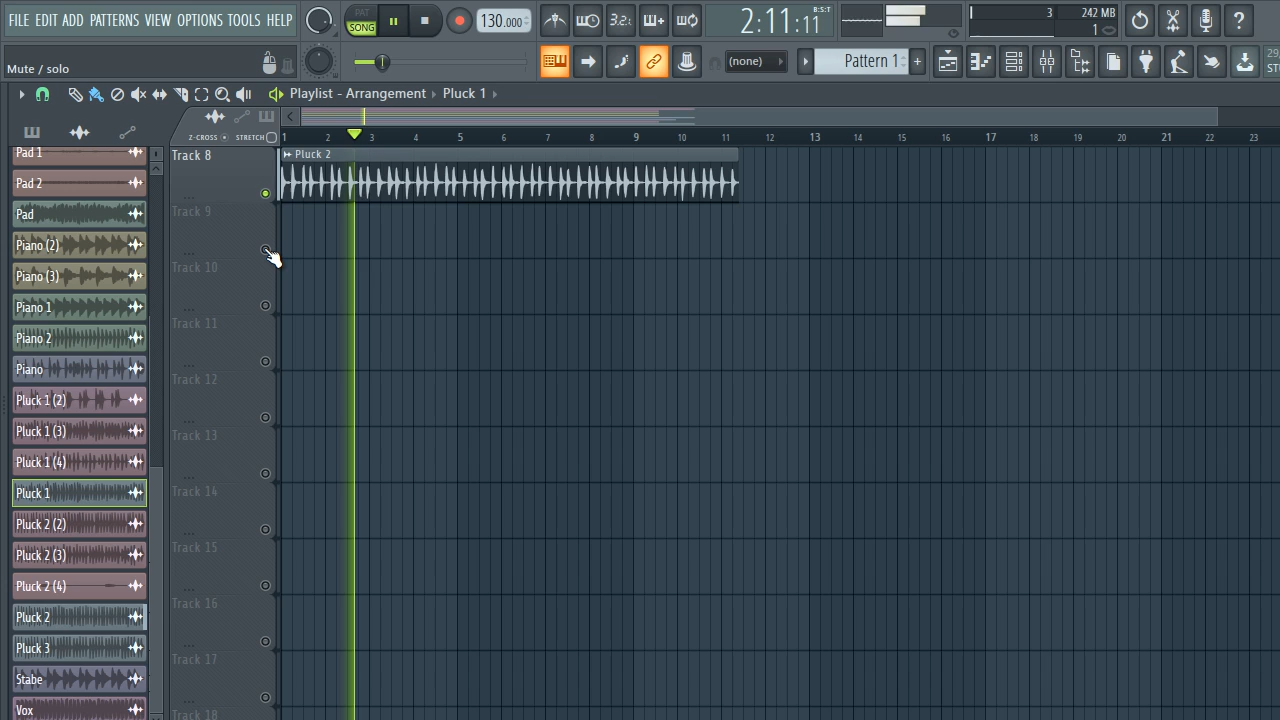 FILE EDIT ADD PATTERNS VIEW OPTIONS TOOLS HELP
PAT
SONG
130.000
3.2.
2:11:11
B:S:T
3
242 MB
1
Mute / solo
(none)
Pattern 1
Playlist - Arrangement
Pluck 1
Z-CROSS
STRETCH
1 2 3 4 5 6 7 8 9 10 11 12 13 14 15 16 17 18 19 20 21 22 23
Pad 1
Pad 2
Pad
Piano (2)
Piano (3)
Piano 1
Piano 2
Piano
Pluck 1 (2)
Pluck 1 (3)
Pluck 1 (4)
Pluck 1
Pluck 2 (2)
Pluck 2 (3)
Pluck 2 (4)
Pluck 2
Pluck 3
Stabe
Vox
Track 8
Pluck 2
Track 9
Track 10
Track 11
Track 12
Track 13
Track 14
Track 15
Track 16
Track 17
Track 18